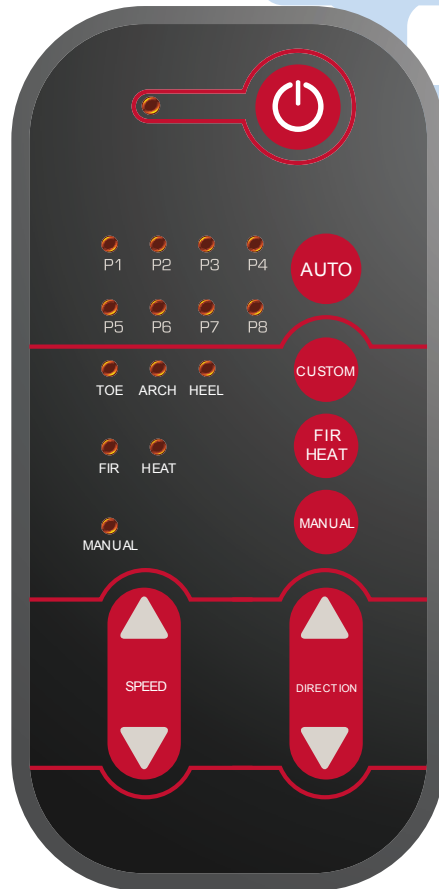 P1 P2 P3 P4
AUTO
P5 P6 P7 P8
TOE ARCH HEEL
CUSTOM
FIR HEAT
FIR
HEAT
MANUAL
MANUAL
SPEED
DIRECTION